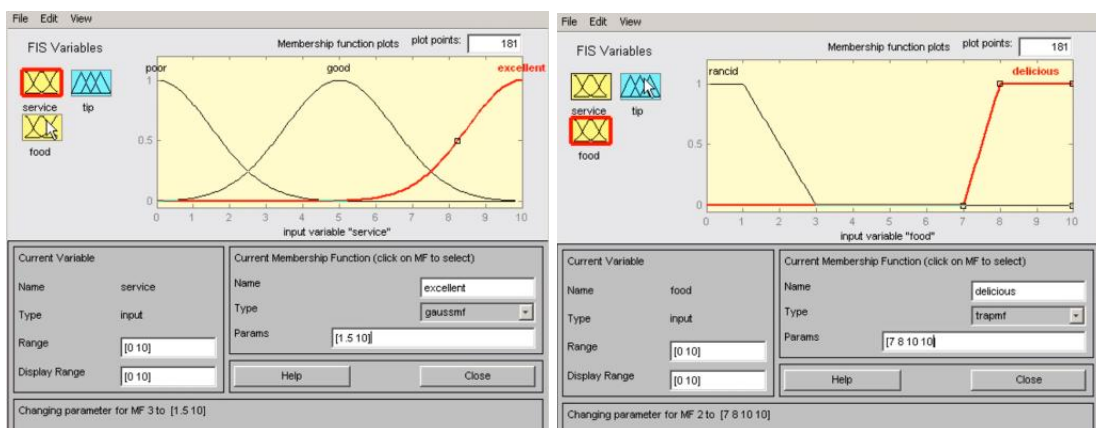 File Edit View
FIS Variables
Membership function plots
plot points: 181
service
tip
food
poor
good
excellent
1
0.5
0
0 1 2 3 4 5 6 7 8 9 10
input variable "service"
Current Variable
Name service
Type input
Range [0 10]
Display Range [0 10]
Current Membership Function (click on MF to select)
Name excellent
Type gaussmf
Params [1.5 10]
Help Close
Changing parameter for MF 3 to [1.5 10]
File Edit View
FIS Variables
Membership function plots
plot points: 181
service
tip
food
rancid
delicious
1
0.5
0
0 1 2 3 4 5 6 7 8 9 10
input variable "food"
Current Variable
Name food
Type input
Range [0 10]
Display Range [0 10]
Current Membership Function (click on MF to select)
Name delicious
Type trapmf
Params [7 8 10 10]
Help Close
Changing parameter for MF 2 to [7 8 10 10]